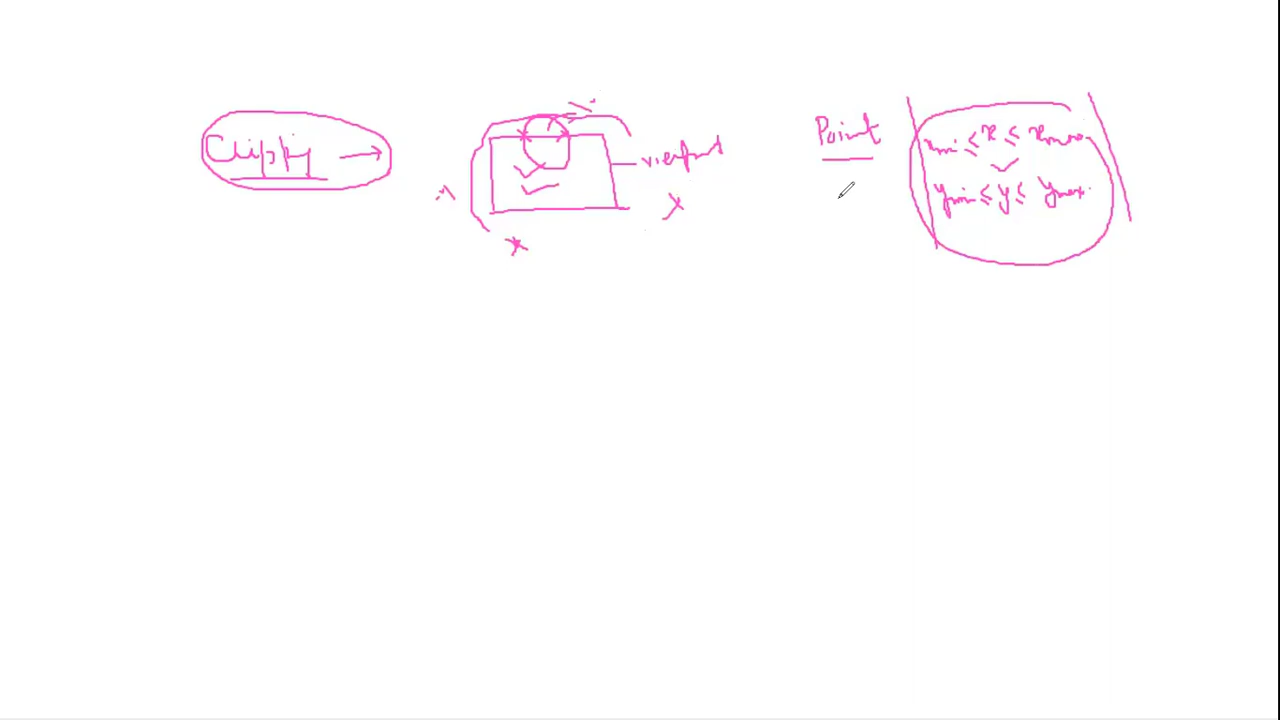 Clipping →
viewport
Point
xmin ≤ x ≤ xmax
ymin ≤ y ≤ ymax.